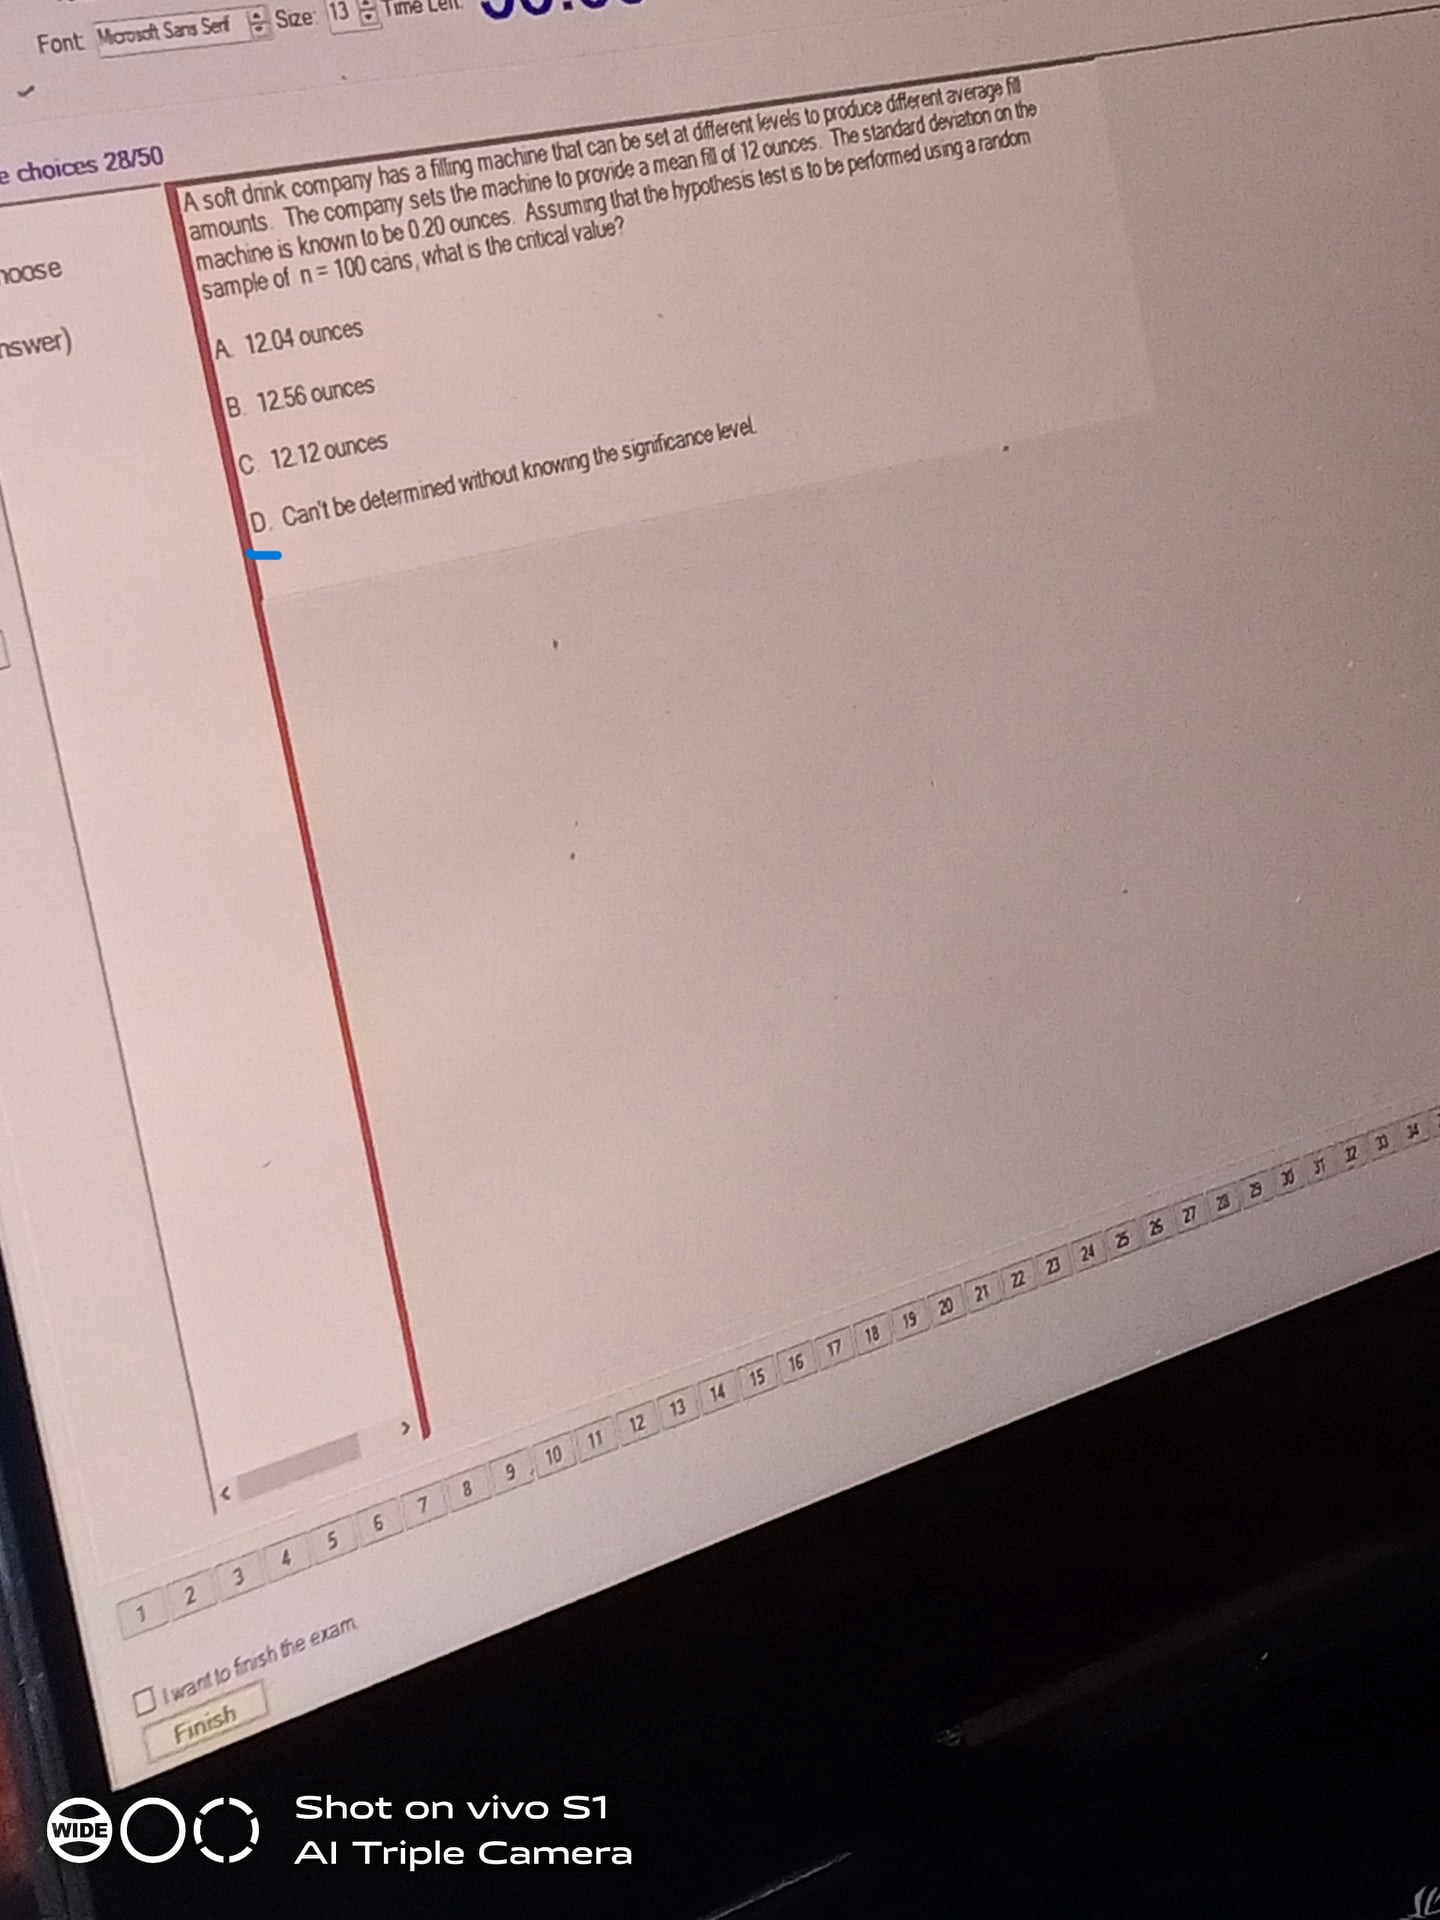 Font: Microsoft Sans Serif Size: 13 Time Left:
e choices 28/50
A soft drink company has a filling machine that can be set at different levels to produce different average fill
amounts. The company sets the machine to provide a mean fill of 12 ounces. The standard deviation on the
machine is known to be 0.20 ounces. Assuming that the hypothesis test is to be performed using a random
sample of n = 100 cans, what is the critical value?
hoose
nswer)
A. 12.04 ounces
B. 12.56 ounces
C. 12.12 ounces
D. Can't be determined without knowing the significance level.
1 2 3 4 5 6 7 8 9 10 11 12 13 14 15 16 17 18 19 20 21 22 23 24 25 26 27 28 29 30 31 32 33 34
I want to finish the exam.
Finish
WIDE
Shot on vivo S1
AI Triple Camera